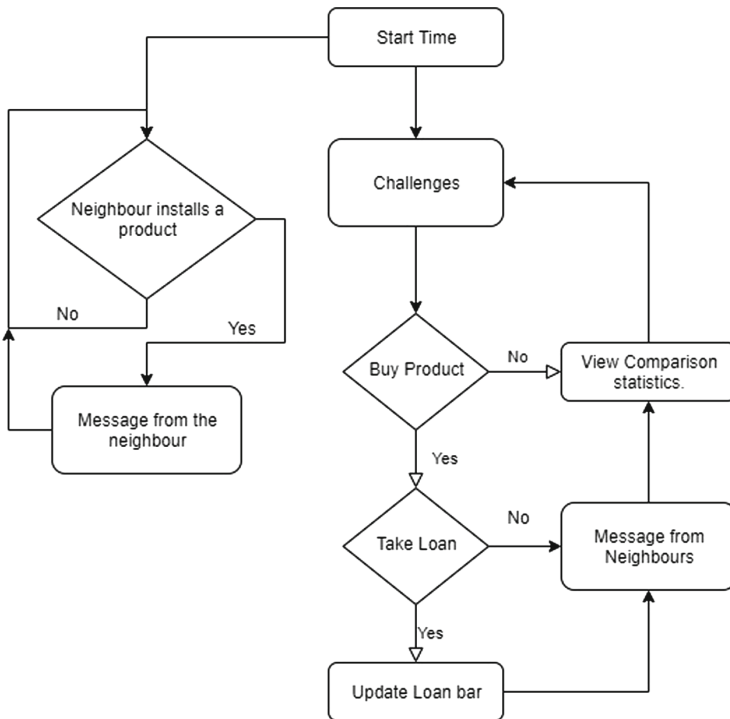 Start Time
Challenges
Neighbour installs a
product
No
Yes
Message from the
neighbour
Buy Product
No
View Comparison
statistics.
Yes
Take Loan
No
Message from
Neighbours
Yes
Update Loan bar